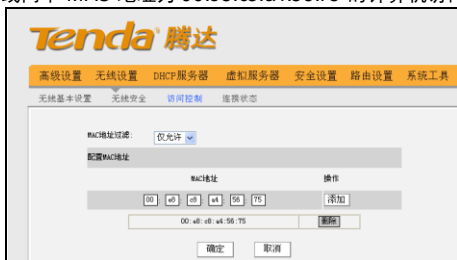 Tenda 腾达
高级设置 无线设置 DHCP服务器 虚拟服务器 安全设置 路由设置 系统工具
无线基本设置 无线安全 访问控制 连接状态
MAC地址过滤: 仅允许
配置MAC地址
MAC地址 操作
00 : e8 : c8 : a4 : 56 : 75 添加
00:e8:c8:a4:56:75 删除
确定 取消